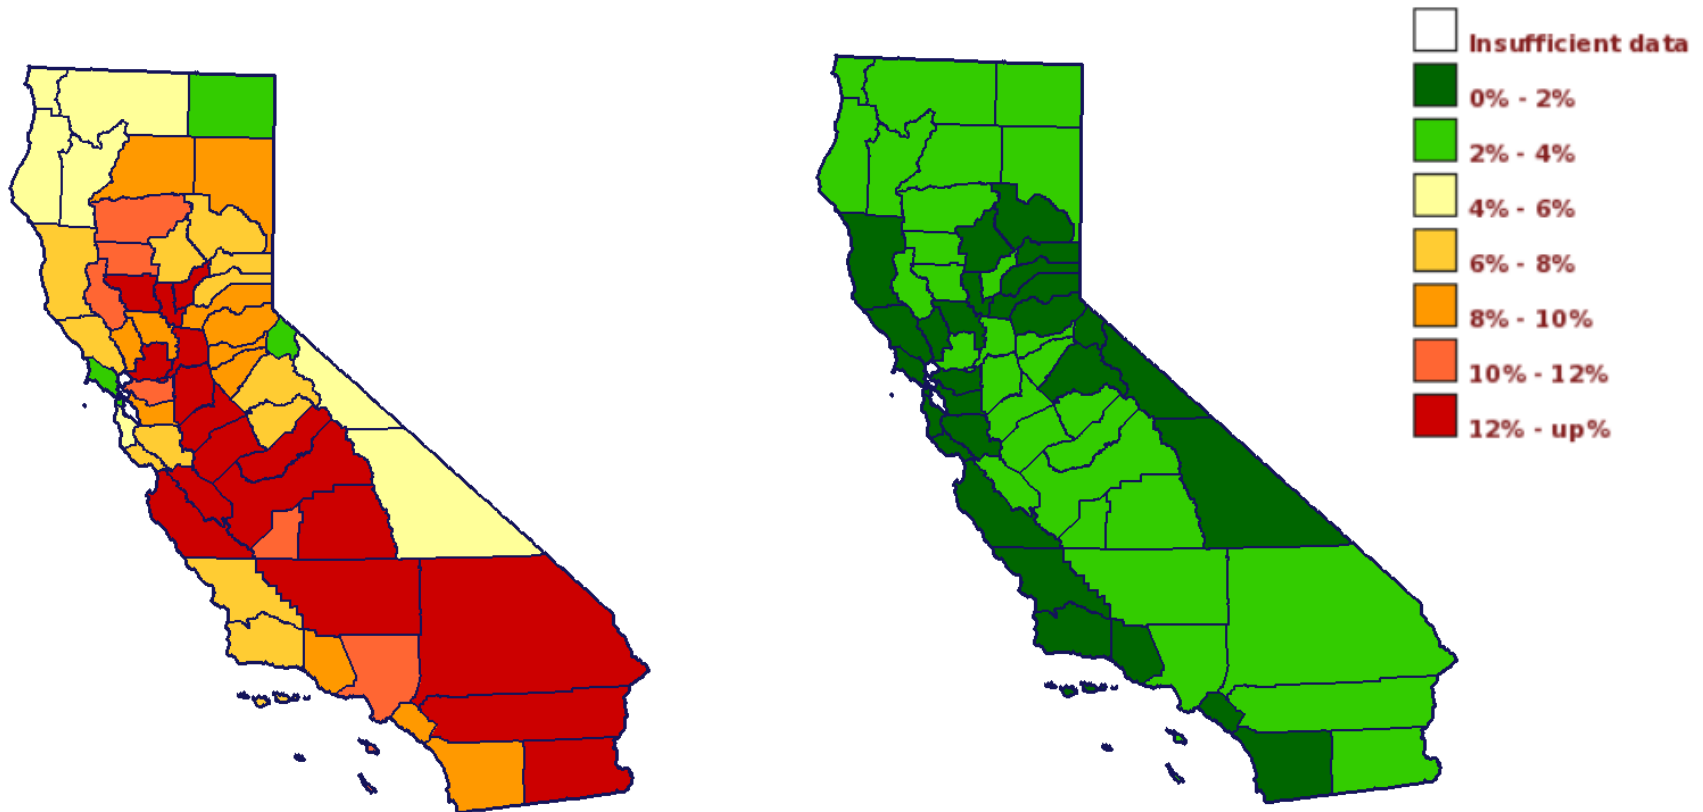 Insufficient data
0% - 2%
2% - 4%
4% - 6%
6% - 8%
8% - 10%
10% - 12%
12% - up%